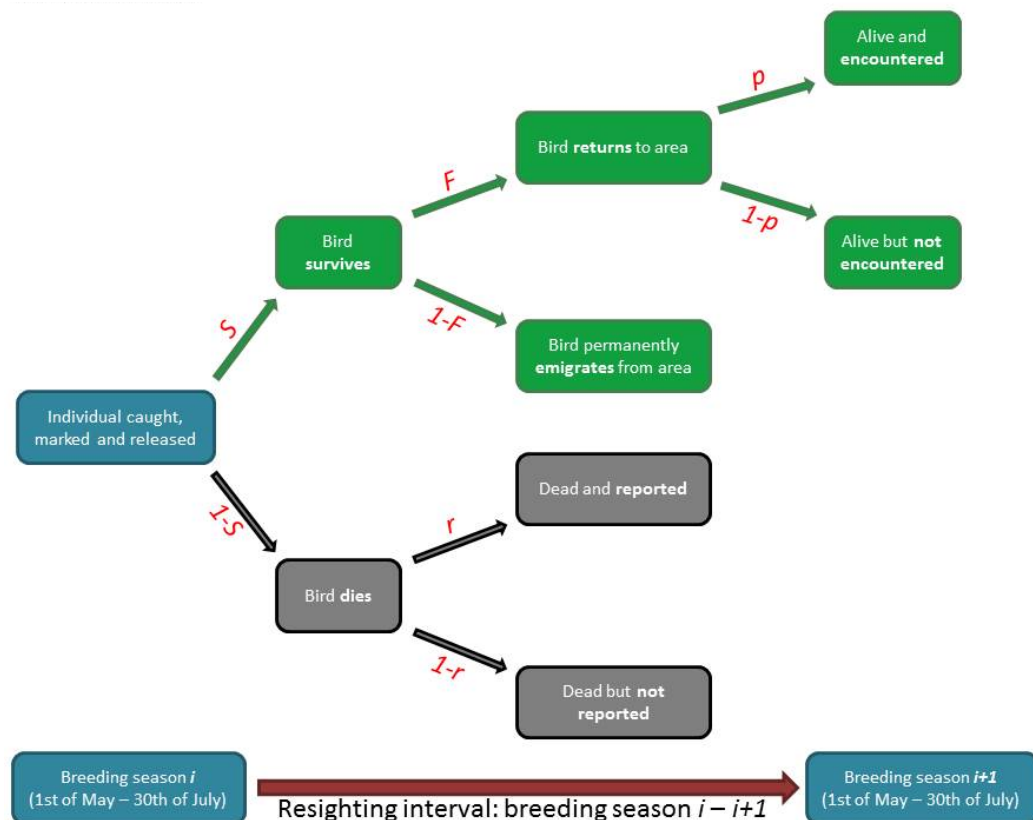 Alive and
encountered
p
Bird returns to area
F
1-p
Bird
survives
Alive but not
encountered
S
1-F
Bird permanently
emigrates from area
Individual caught,
marked and released
Dead and reported
1-S
r
Bird dies
1-r
Dead but not
reported
Breeding season i
(1st of May – 30th of July)
Resighting interval: breeding season i – i+1
Breeding season i+1
(1st of May – 30th of July)